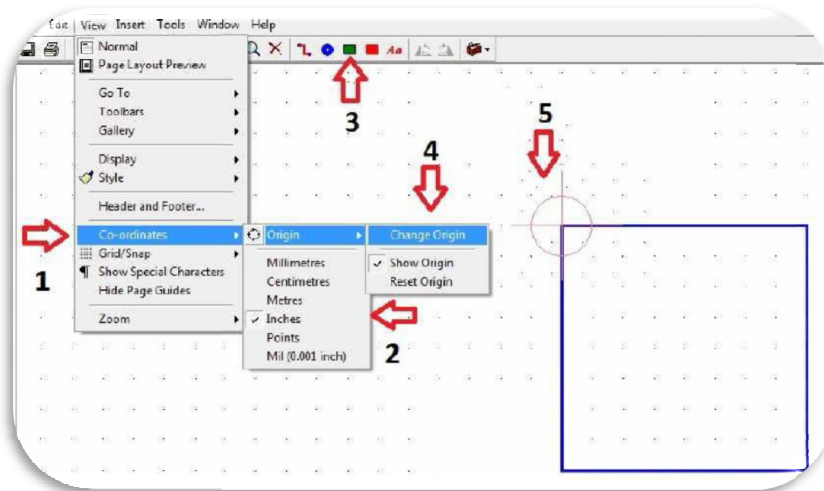 Edit View Insert Tools Window Help
Normal
Aa
Page Layout Preview
Go To
Toolbars
3
Gallery
5
Display
4
Style
Header and Footer...
Co-ordinates
Origin
Change Origin
Grid/Snap
1
Show Special Characters
Millimetres
Show Origin
Hide Page Guides
Centimetres
Reset Origin
Metres
Zoom
Inches
2
Points
Mil (0.001 inch)